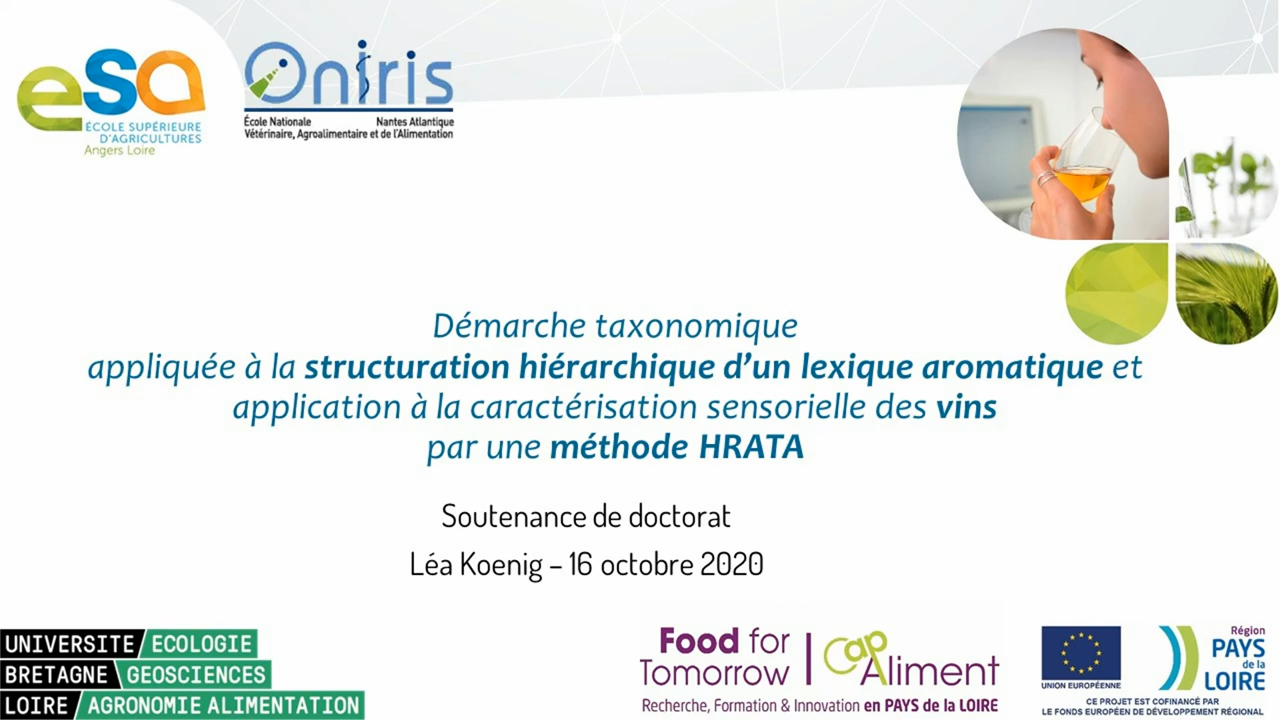 esa
ÉCOLE SUPÉRIEURE
D'AGRICULTURES
Angers Loire
Oniris
École Nationale Nantes Atlantique
Vétérinaire, Agroalimentaire et de l'Alimentation
Démarche taxonomique
appliquée à la structuration hiérarchique d'un lexique aromatique et
application à la caractérisation sensorielle des vins
par une méthode HRATA
Soutenance de doctorat
Léa Koenig – 16 octobre 2020
UNIVERSITE / ECOLOGIE
BRETAGNE / GEOSCIENCES
LOIRE / AGRONOMIE ALIMENTATION
Food for
Tomorrow | Cap Aliment
Recherche, Formation & Innovation en PAYS de la LOIRE
UNION EUROPÉENNE
Région
PAYS
de la
LOIRE
CE PROJET EST COFINANCÉ PAR
LE FONDS EUROPÉEN DE DÉVELOPPEMENT RÉGIONAL